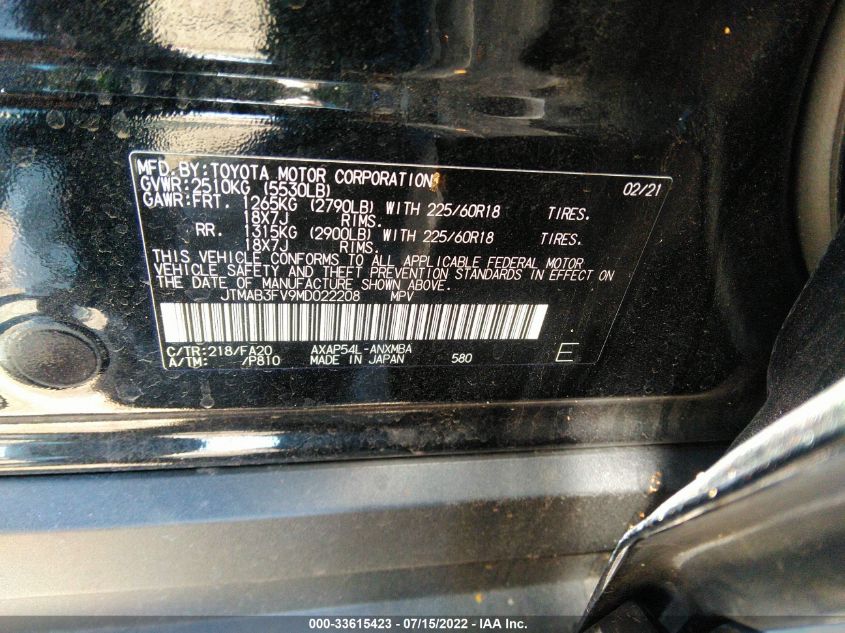 MFD. BY: TOYOTA MOTOR CORPORATION 02/21
GVWR: 2510KG (5530LB)
GAWR: FRT. 1265KG (2790LB) WITH 225/60R18 TIRES.
18X7J RIMS.
RR. 1315KG (2900LB) WITH 225/60R18 TIRES.
18X7J RIMS.
THIS VEHICLE CONFORMS TO ALL APPLICABLE FEDERAL MOTOR
VEHICLE SAFETY AND THEFT PREVENTION STANDARDS IN EFFECT ON
THE DATE OF MANUFACTURE SHOWN ABOVE.
JTMAB3FV9MD022208 MPV
C/TR: 218/FA20 AXAP54L-ANXMBA
A/TM: /P810 MADE IN JAPAN 580 E
000-33615423 - 07/15/2022 - IAA Inc.